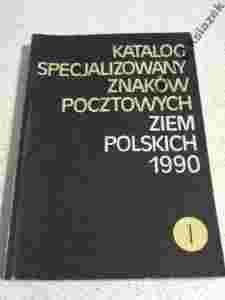 KATALOG
SPECJALIZOWANY
ZNAKÓW
POCZTOWYCH
ZIEM
POLSKICH
1990
I